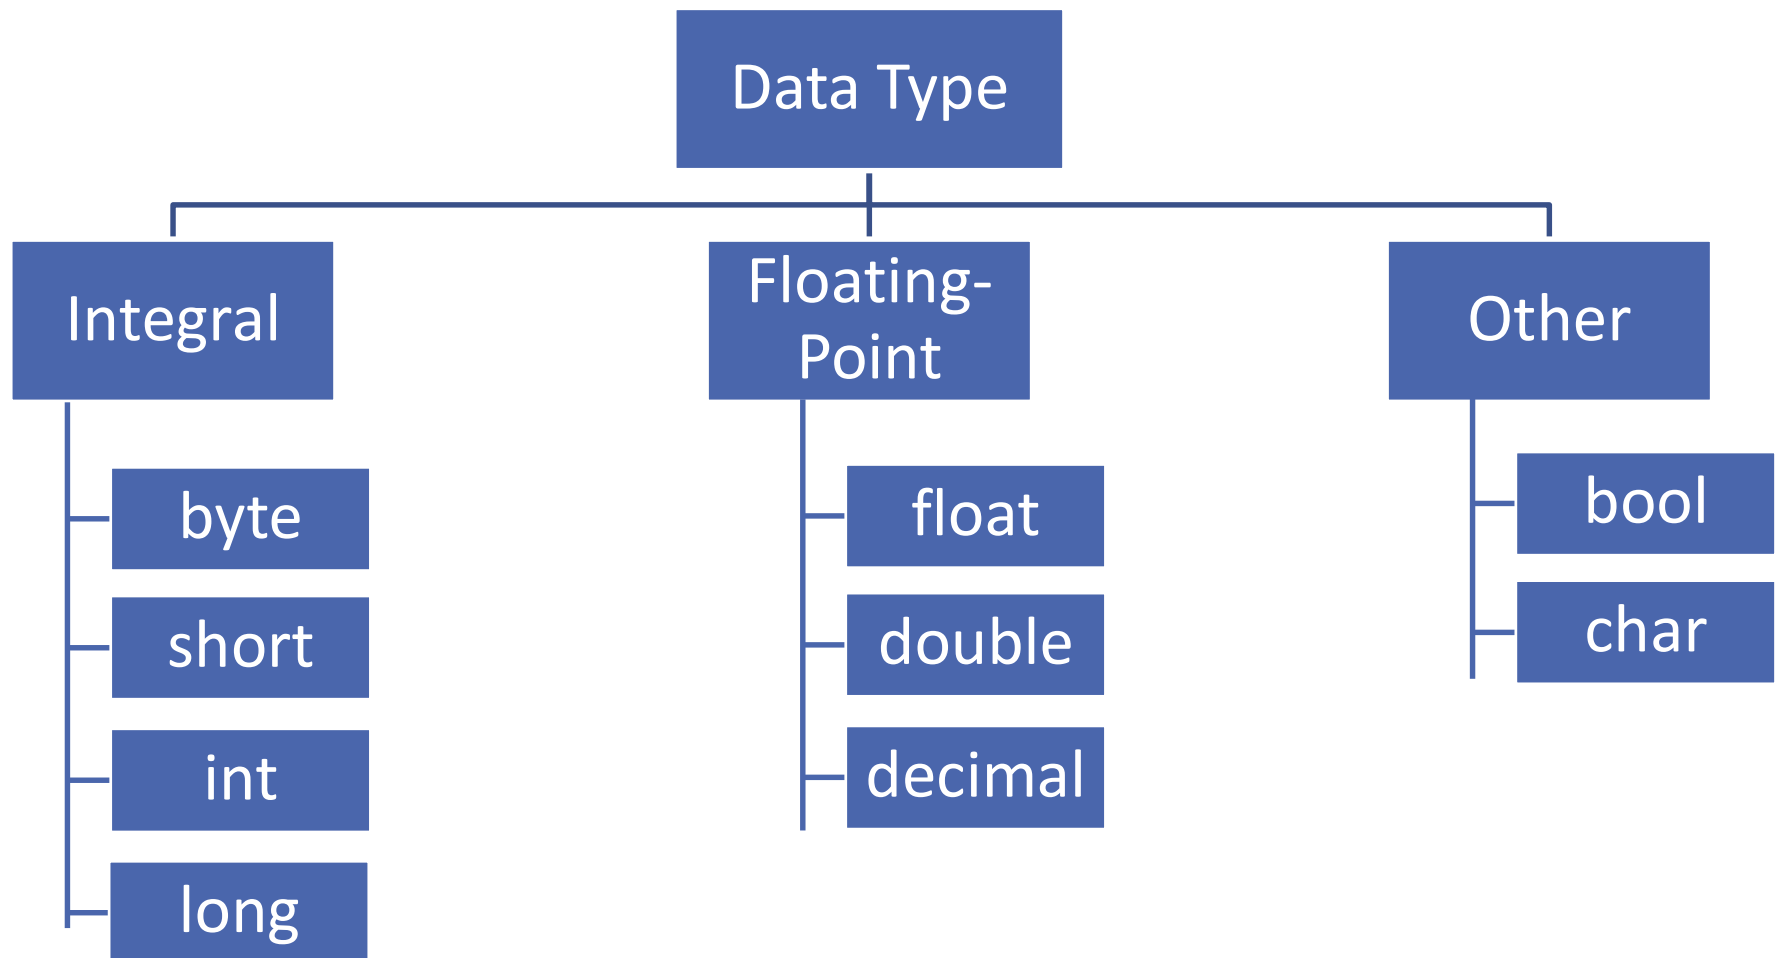 Data Type
Integral
Floating-
Point
Other
byte
short
int
long
float
double
decimal
bool
char